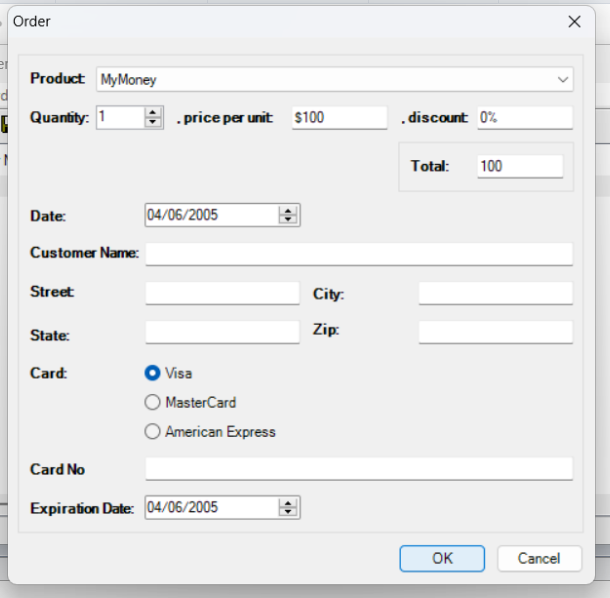 Order
Product: MyMoney
Quantity: 1 , price per unit: $100 , discount: 0%
Total: 100
Date: 04/06/2005
Customer Name:
Street: City:
State: Zip:
Card: Visa
MasterCard
American Express
Card No
Expiration Date: 04/06/2005
OK Cancel